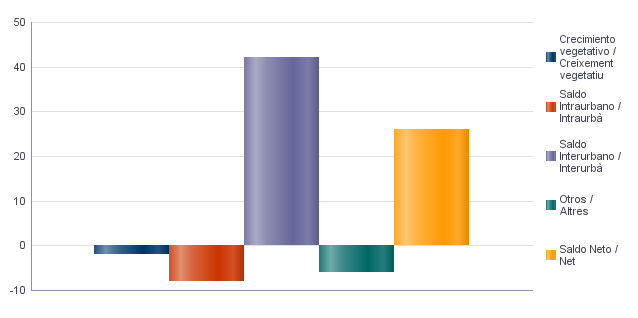 50
40
30
20
10
0
-10
Crecimiento
vegetativo /
Creixement
vegetatiu
Saldo
Intraurbano /
Intraurbà
Saldo
Interurbano /
Interurbà
Otros /
Altres
Saldo Neto /
Net